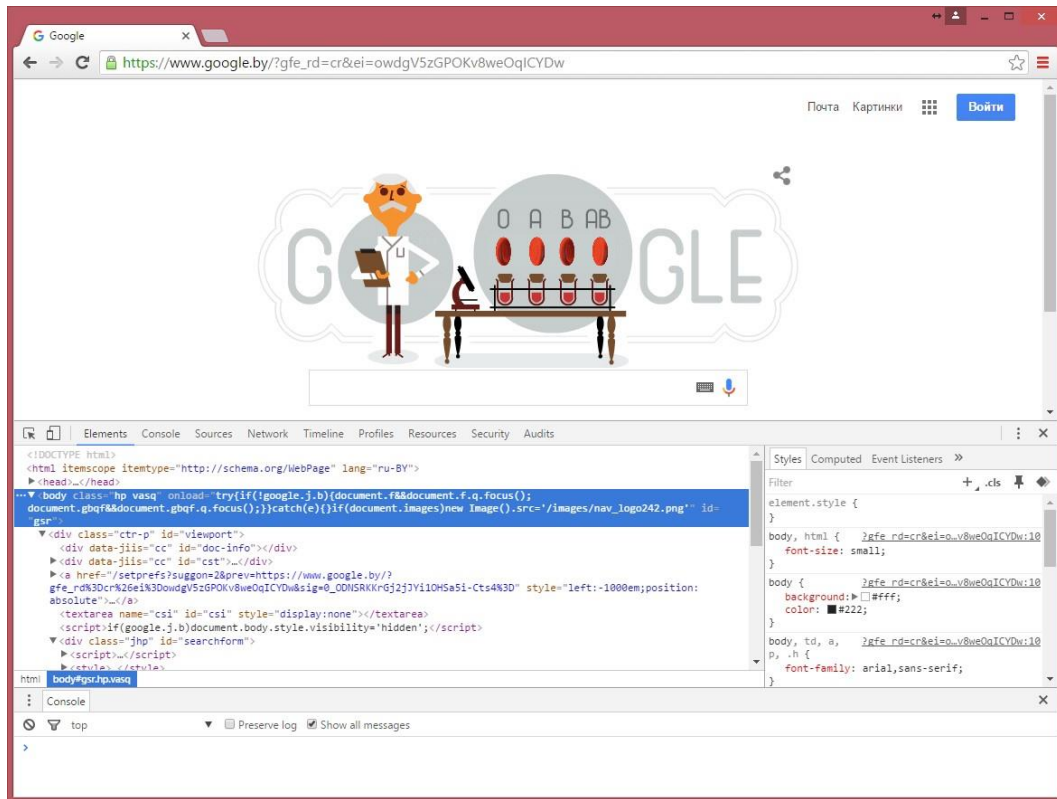 Google
https://www.google.by/?gfe_rd=cr&ei=owdgV5zGPOKv8weOqICYDw
Почта Картинки Войти
O A B AB
GOOGLE
Elements Console Sources Network Timeline Profiles Resources Security Audits
<!DOCTYPE html>
<html itemscope itemtype="http://schema.org/WebPage" lang="ru-BY">
<head>…</head>
<body class="hp vasq" onload="try{if(!google.j.b){document.f&&document.f.q.focus();
document.gbqf&&document.gbqf.q.focus();}}catch(e){}if(document.images)new Image().src='/images/nav_logo242.png'" id=
"gsr">
<div class="ctr-p" id="viewport">
<div data-jiis="cc" id="doc-info"></div>
<div data-jiis="cc" id="cst">…</div>
<a href="/setprefs?suggon=2&prev=https://www.google.by/?
gfe_rd%3Dcr%26ei%3DowdgV5zGPOKv8weOqICYDw&sig=0_ODNSRKKrGj2jJYi1OHSa5i-Cts4%3D" style="left:-1000em;position:
absolute">…</a>
<textarea name="csi" id="csi" style="display:none"></textarea>
<script>if(google.j.b)document.body.style.visibility='hidden';</script>
<div class="jhp" id="searchform">
<script>…</script>
<style>…</style>
html body#gsr.hp.vasq
Styles Computed Event Listeners »
Filter + .cls
element.style {
}
body, html { ?gfe_rd=cr&ei=o…v8weOqICYDw:10
font-size: small;
}
body { ?gfe_rd=cr&ei=o…v8weOqICYDw:10
background: #fff;
color: #222;
}
body, td, a, ?gfe_rd=cr&ei=o…v8weOqICYDw:10
p, .h {
font-family: arial,sans-serif;
}
Console
top Preserve log Show all messages